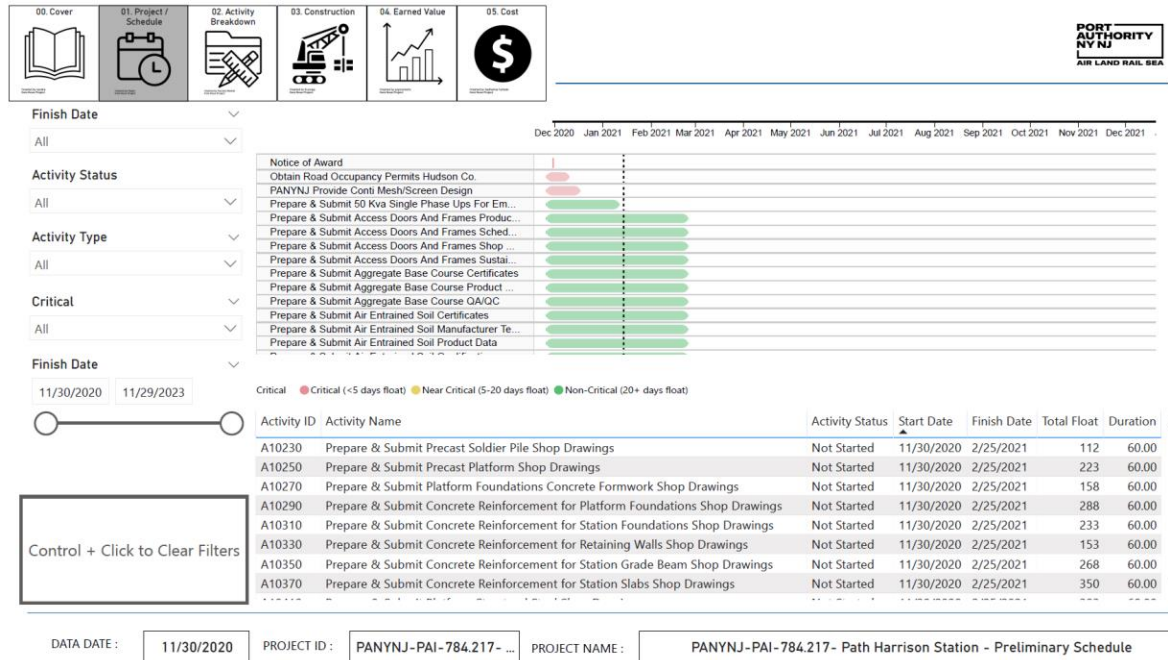 00. Cover
01. Project /
Schedule
02. Activity
Breakdown
03. Construction
04. Earned Value
05. Cost
PORT
AUTHORITY
NY NJ
AIR LAND RAIL SEA
Finish Date
All
Activity Status
All
Activity Type
All
Critical
All
Finish Date
11/30/2020 11/29/2023
Control + Click to Clear Filters
Dec 2020 Jan 2021 Feb 2021 Mar 2021 Apr 2021 May 2021 Jun 2021 Jul 2021 Aug 2021 Sep 2021 Oct 2021 Nov 2021 Dec 2021
Notice of Award
Obtain Road Occupancy Permits Hudson Co.
PANYNJ Provide Conti Mesh/Screen Design
Prepare & Submit 50 Kva Single Phase Ups For Em...
Prepare & Submit Access Doors And Frames Produc...
Prepare & Submit Access Doors And Frames Sched...
Prepare & Submit Access Doors And Frames Shop ...
Prepare & Submit Access Doors And Frames Sustai...
Prepare & Submit Aggregate Base Course Certificates
Prepare & Submit Aggregate Base Course Product ...
Prepare & Submit Aggregate Base Course QA/QC
Prepare & Submit Air Entrained Soil Certificates
Prepare & Submit Air Entrained Soil Manufacturer Te...
Prepare & Submit Air Entrained Soil Product Data
Critical Critical (<5 days float) Near Critical (5-20 days float) Non-Critical (20+ days float)
Activity ID Activity Name Activity Status Start Date Finish Date Total Float Duration
A10230 Prepare & Submit Precast Soldier Pile Shop Drawings Not Started 11/30/2020 2/25/2021 112 60.00
A10250 Prepare & Submit Precast Platform Shop Drawings Not Started 11/30/2020 2/25/2021 223 60.00
A10270 Prepare & Submit Platform Foundations Concrete Formwork Shop Drawings Not Started 11/30/2020 2/25/2021 158 60.00
A10290 Prepare & Submit Concrete Reinforcement for Platform Foundations Shop Drawings Not Started 11/30/2020 2/25/2021 288 60.00
A10310 Prepare & Submit Concrete Reinforcement for Station Foundations Shop Drawings Not Started 11/30/2020 2/25/2021 233 60.00
A10330 Prepare & Submit Concrete Reinforcement for Retaining Walls Shop Drawings Not Started 11/30/2020 2/25/2021 153 60.00
A10350 Prepare & Submit Concrete Reinforcement for Station Grade Beam Shop Drawings Not Started 11/30/2020 2/25/2021 268 60.00
A10370 Prepare & Submit Concrete Reinforcement for Station Slabs Shop Drawings Not Started 11/30/2020 2/25/2021 350 60.00
DATA DATE : 11/30/2020 PROJECT ID : PANYNJ-PAI-784.217- ... PROJECT NAME : PANYNJ-PAI-784.217- Path Harrison Station - Preliminary Schedule